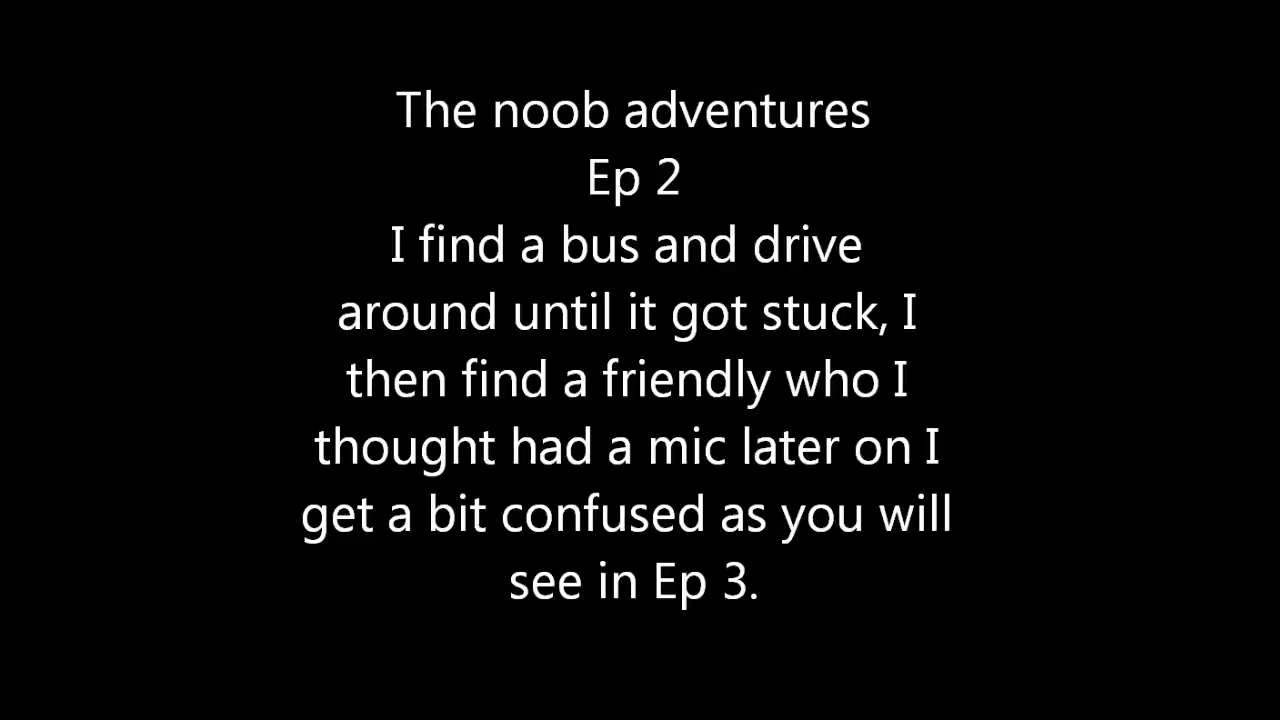 The noob adventures
Ep 2
I find a bus and drive
around until it got stuck, I
then find a friendly who I
thought had a mic later on I
get a bit confused as you will
see in Ep 3.